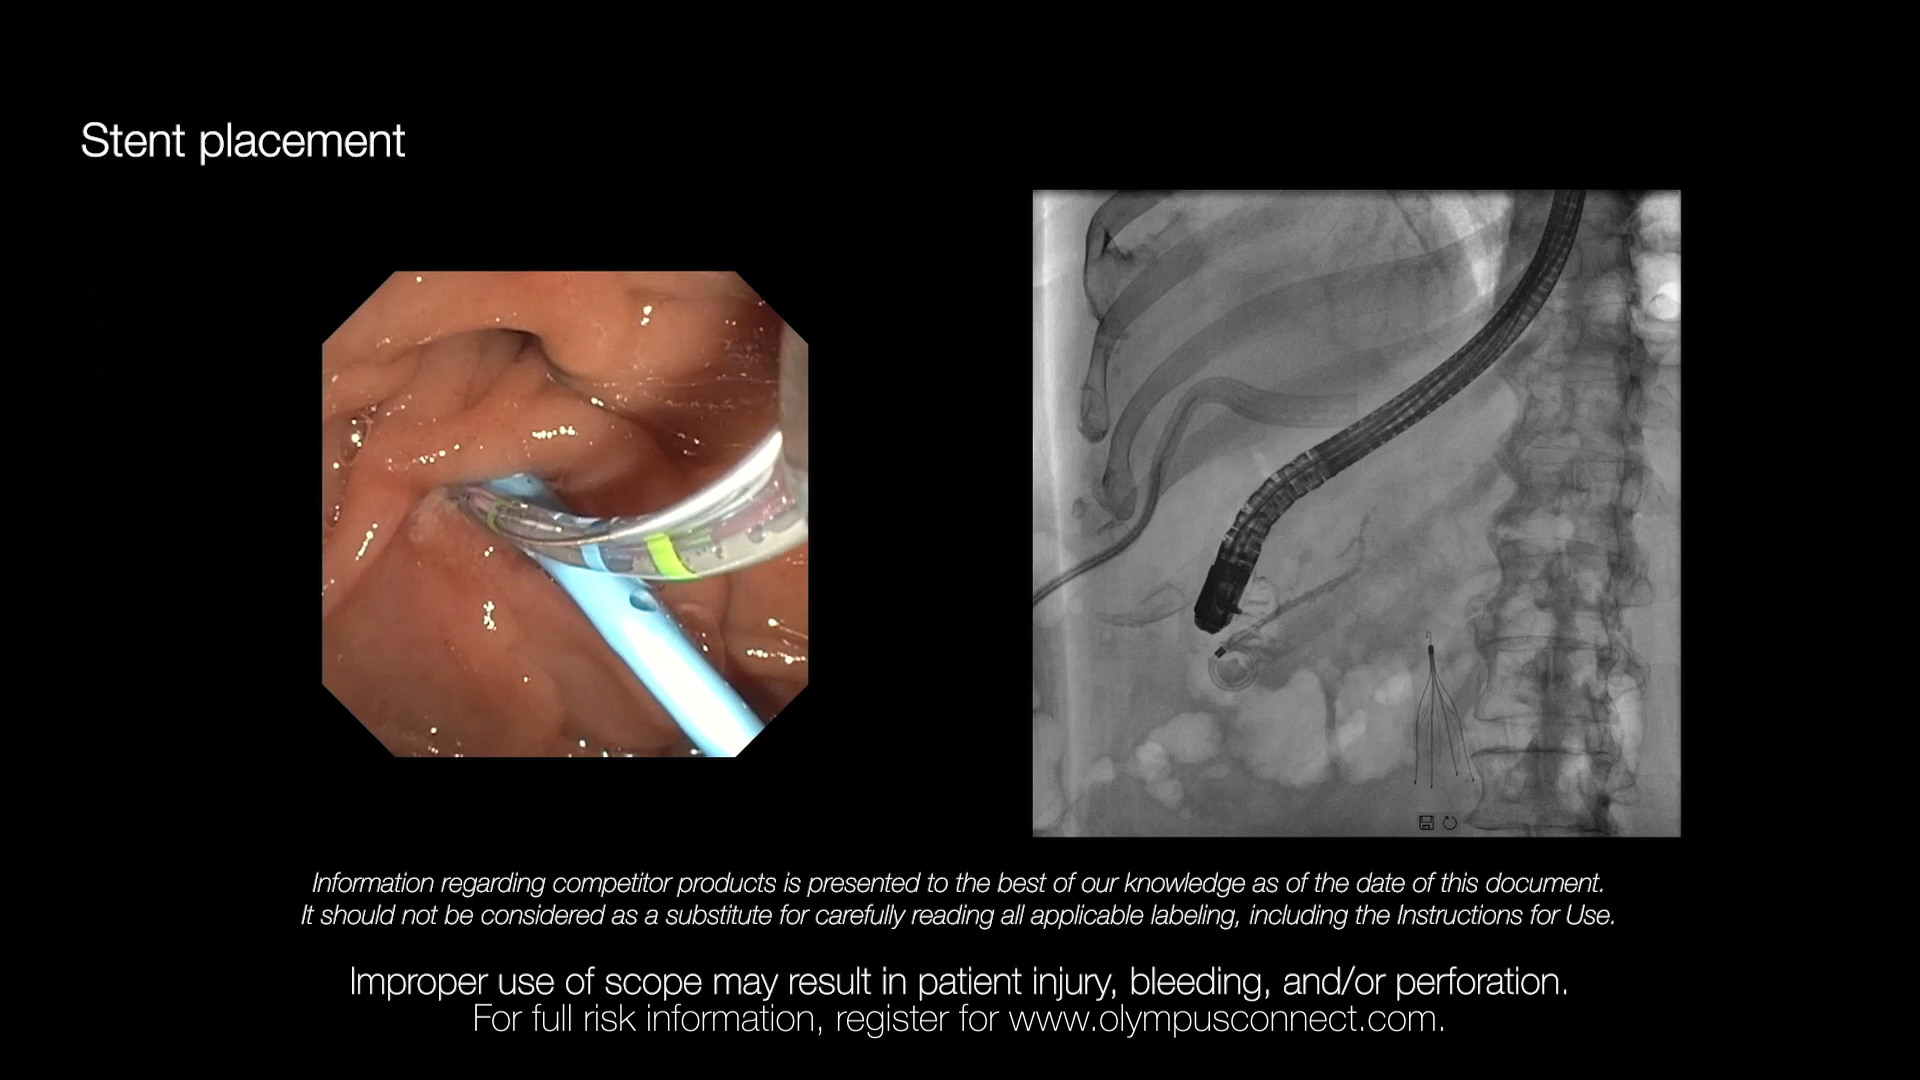 Stent placement
Information regarding competitor products is presented to the best of our knowledge as of the date of this document.
It should not be considered as a substitute for carefully reading all applicable labeling, including the Instructions for Use.
Improper use of scope may result in patient injury, bleeding, and/or perforation.
For full risk information, register for www.olympusconnect.com.